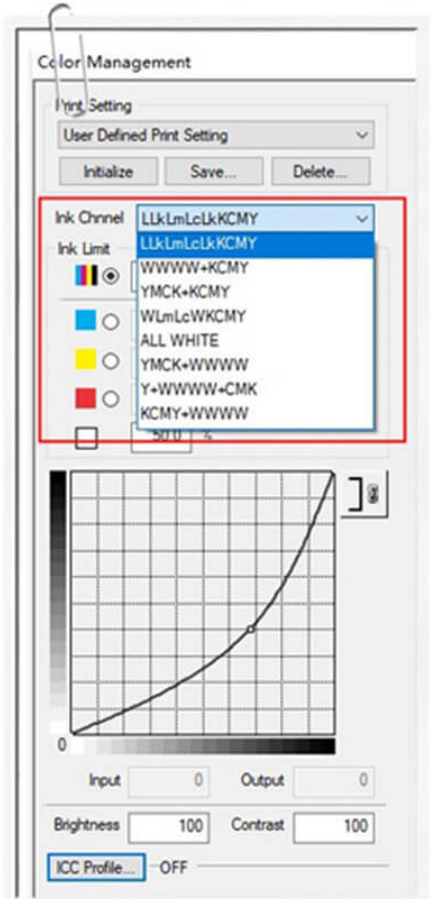 Color Management
Print Setting
User Defined Print Setting
Initialize Save... Delete...
Ink Chnnel LLkLmLcLkKCMY
Ink Limit
LLkLmLcLkKCMY
WWWW+KCMY
YMCK+KCMY
WLmLcWKCMY
ALL WHITE
YMCK+WWWW
Y+WWWW+CMK
KCMY+WWWW
50.0 %
0
Input 0 Output 0
Brightness 100 Contrast 100
ICC Profile... OFF